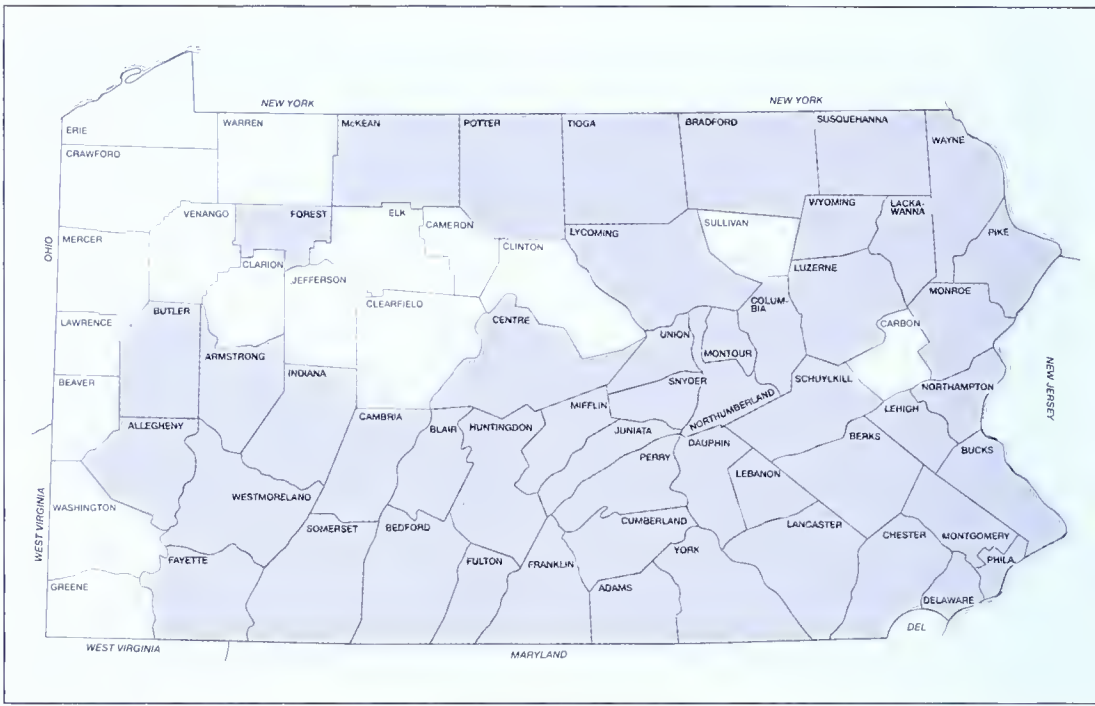 NEW YORK
NEW YORK
ERIE
WARREN
McKEAN
POTTER
TIOGA
BRADFORD
SUSQUEHANNA
WAYNE
CRAWFORD
VENANGO
FOREST
ELK
CAMERON
SULLIVAN
WYOMING
LACKA-
WANNA
MERCER
CLARION
JEFFERSON
CLINTON
LYCOMING
PIKE
OHIO
LUZERNE
MONROE
LAWRENCE
BUTLER
CLEARFIELD
CENTRE
COLUM-
BIA
CARBON
ARMSTRONG
UNION
MONTOUR
BEAVER
INDIANA
SNYDER
SCHUYLKILL
NORTHAMPTON
NEW JERSEY
ALLEGHENY
CAMBRIA
BLAIR
HUNTINGDON
MIFFLIN
NORTHUMBERLAND
LEHIGH
JUNIATA
DAUPHIN
BERKS
BUCKS
PERRY
LEBANON
WEST VIRGINIA
WASHINGTON
WESTMORELAND
SOMERSET
BEDFORD
CUMBERLAND
LANCASTER
CHESTER
MONTGOMERY
GREENE
FAYETTE
FULTON
FRANKLIN
YORK
PHILA.
ADAMS
DELAWARE
DEL
WEST VIRGINIA
MARYLAND